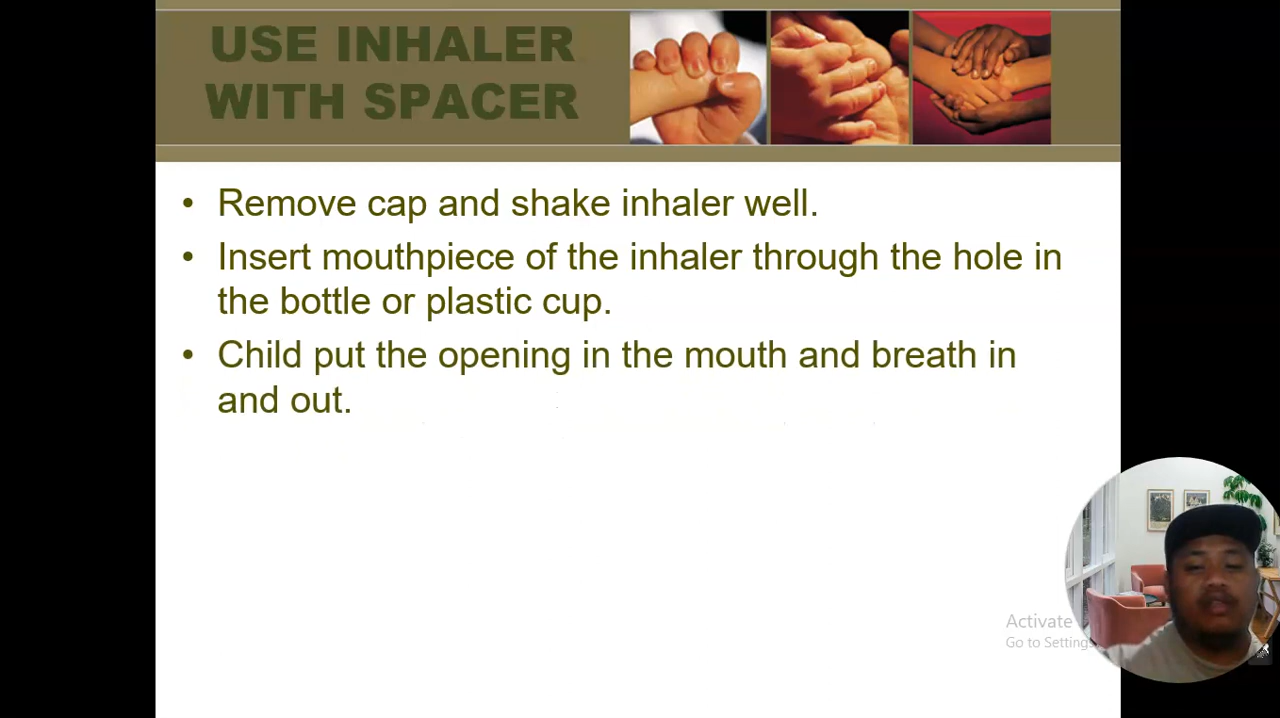 USE INHALER
WITH SPACER
• Remove cap and shake inhaler well.
• Insert mouthpiece of the inhaler through the hole in
the bottle or plastic cup.
• Child put the opening in the mouth and breath in
and out.
Activate
Go to Settings